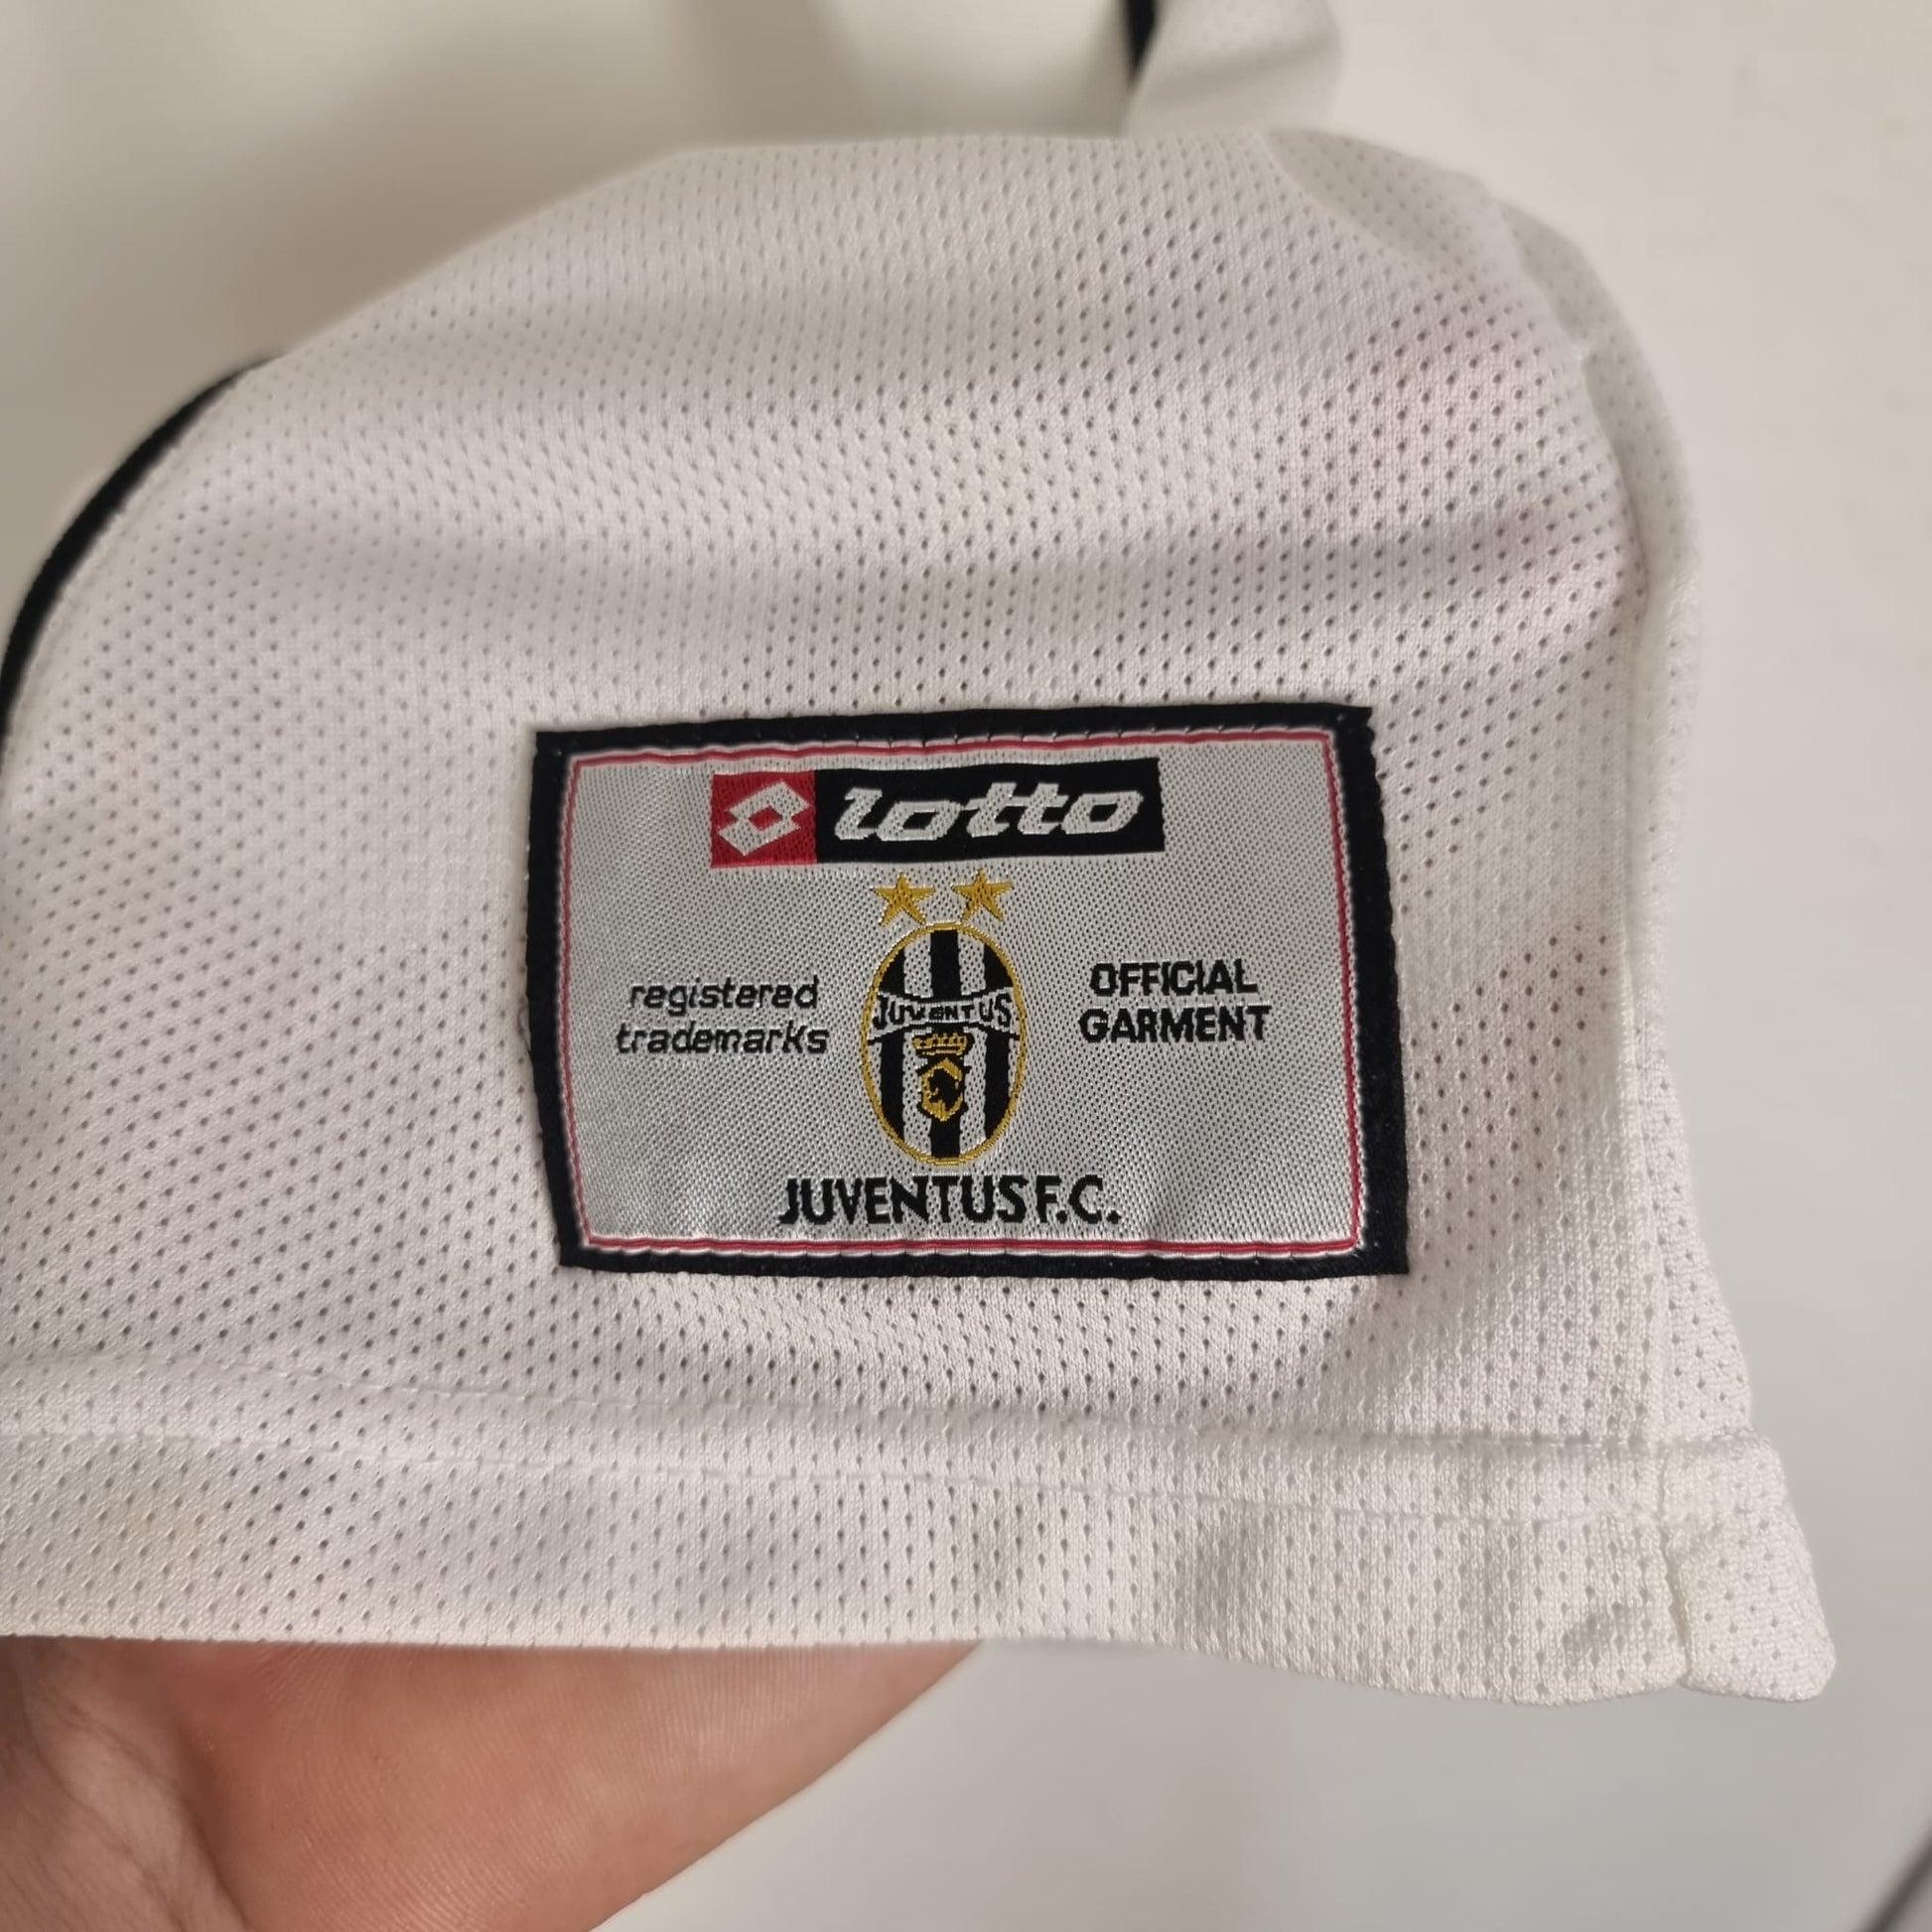 lotto
registered
trademarks
JUVENTUS
OFFICIAL
GARMENT
JUVENTUS F.C.